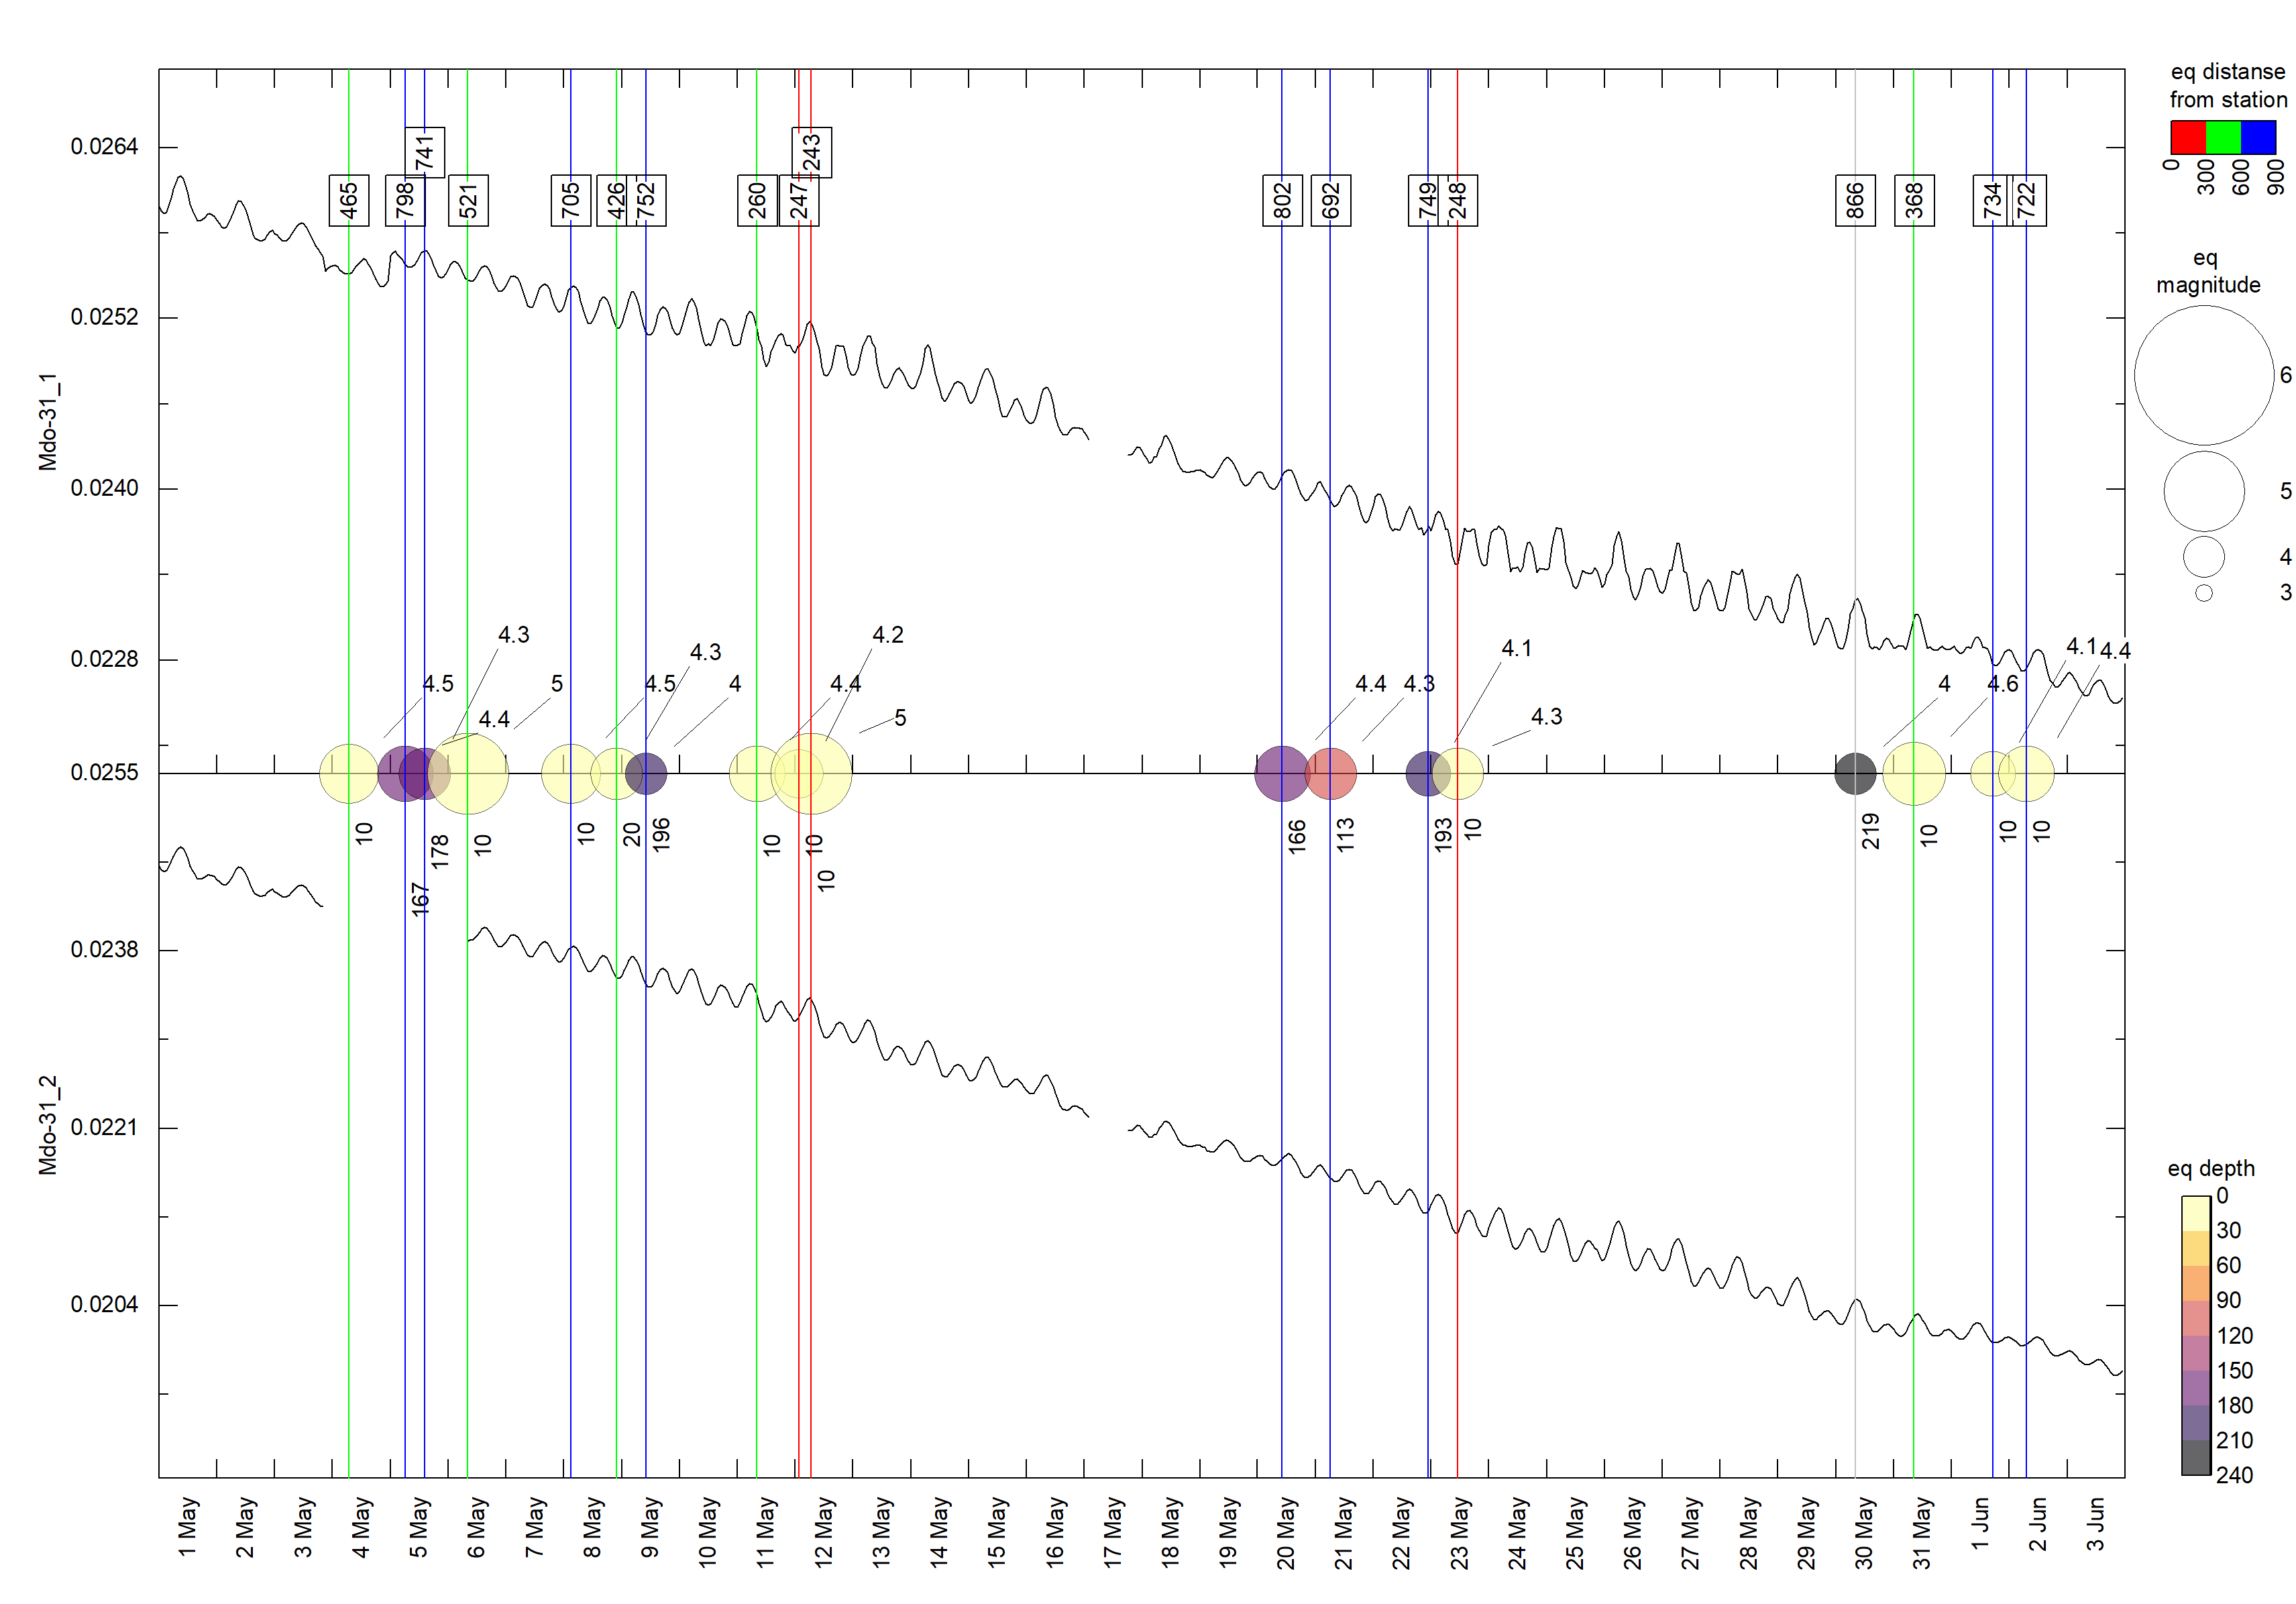 eq distanse
from station
0
300
600
900
0.0264
741
243
465
798
521
705
426
752
260
247
802
692
749
248
866
368
734
722
eq
magnitude
6
5
4
3
0.0252
Mdo-31_1
0.0240
0.0228
4.3
4.3
4.2
4.1
4.1
4.4
4.5
5
4.5
4
4.4
4.4
4.3
4
4.6
4.4
5
4.3
0.0255
10
178
10
10
20
196
10
10
166
113
193
10
219
10
10
10
167
10
0.0238
Mdo-31_2
0.0221
0.0204
eq depth
0
30
60
90
120
150
180
210
240
1 May
2 May
3 May
4 May
5 May
6 May
7 May
8 May
9 May
10 May
11 May
12 May
13 May
14 May
15 May
16 May
17 May
18 May
19 May
20 May
21 May
22 May
23 May
24 May
25 May
26 May
27 May
28 May
29 May
30 May
31 May
1 Jun
2 Jun
3 Jun